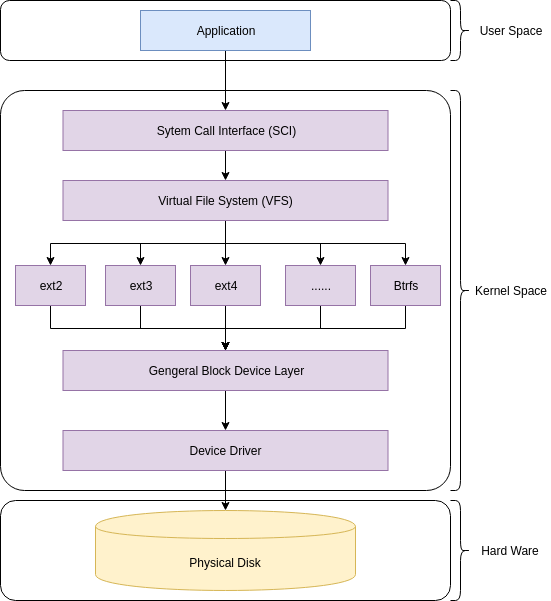 Application
User Space
Sytem Call Interface (SCI)
Virtual File System (VFS)
ext2
ext3
ext4
......
Btrfs
Kernel Space
Gengeral Block Device Layer
Device Driver
Physical Disk
Hard Ware